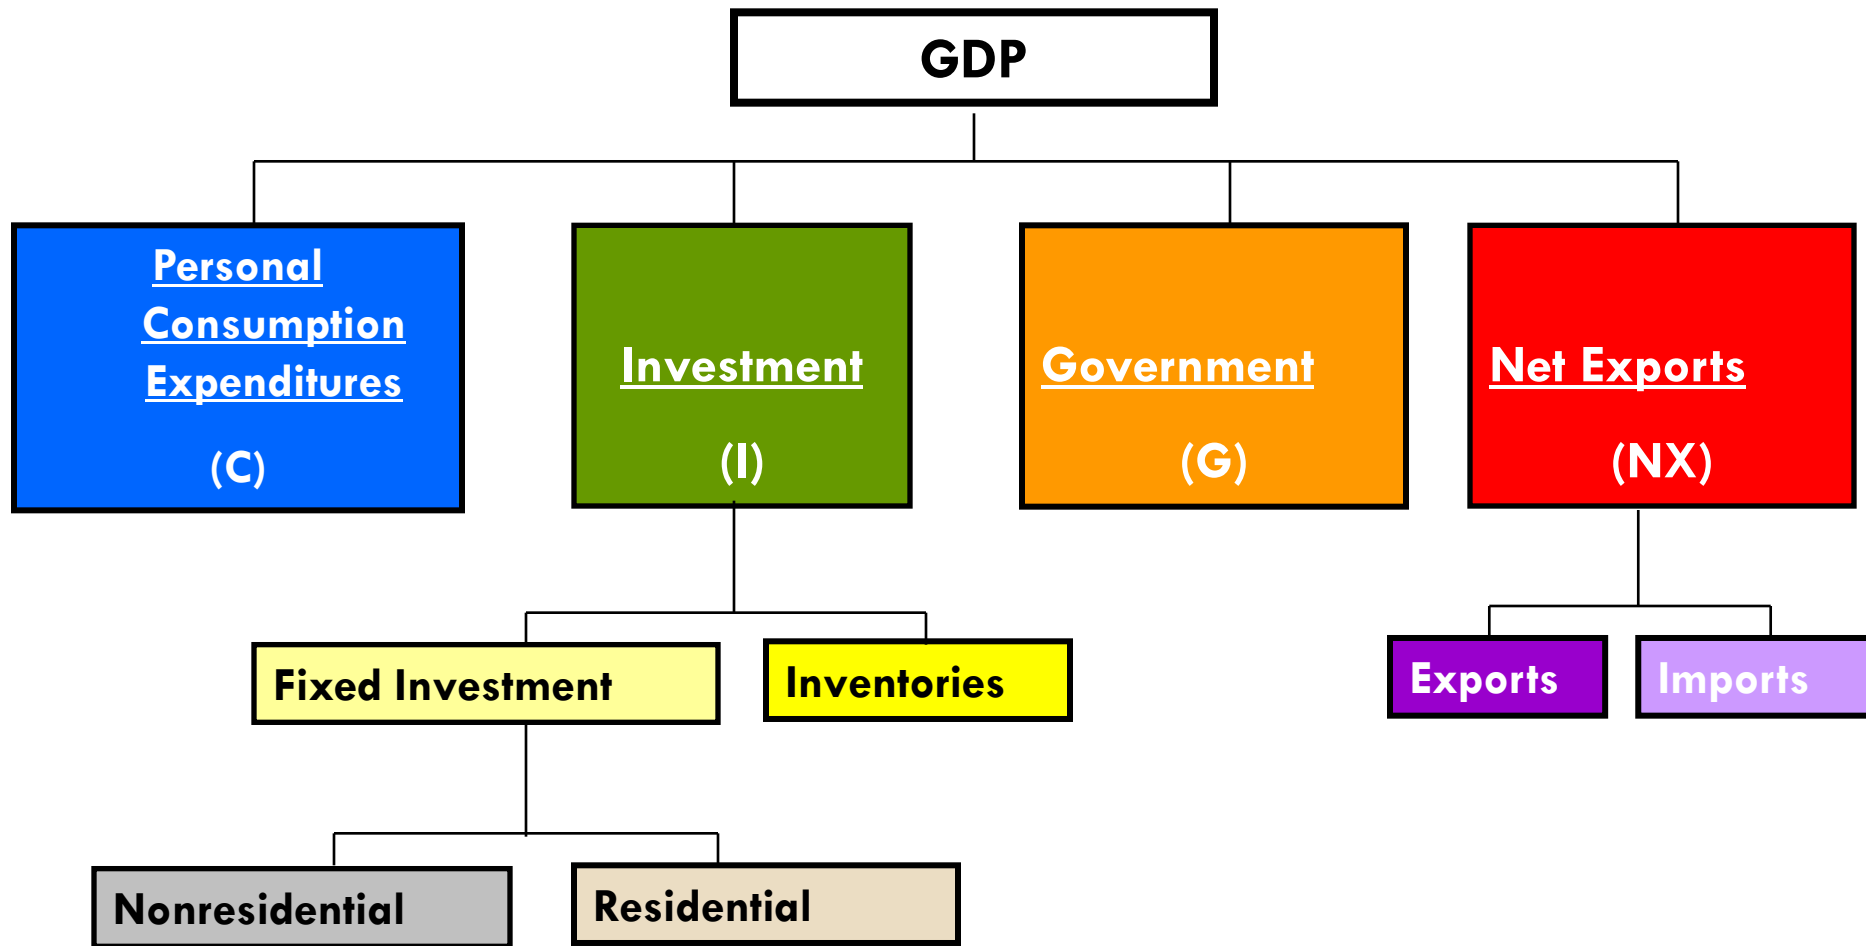 GDP
Personal
Consumption
Expenditures
(C)
Investment
(I)
Government
(G)
Net Exports
(NX)
Fixed Investment
Inventories
Exports
Imports
Nonresidential
Residential